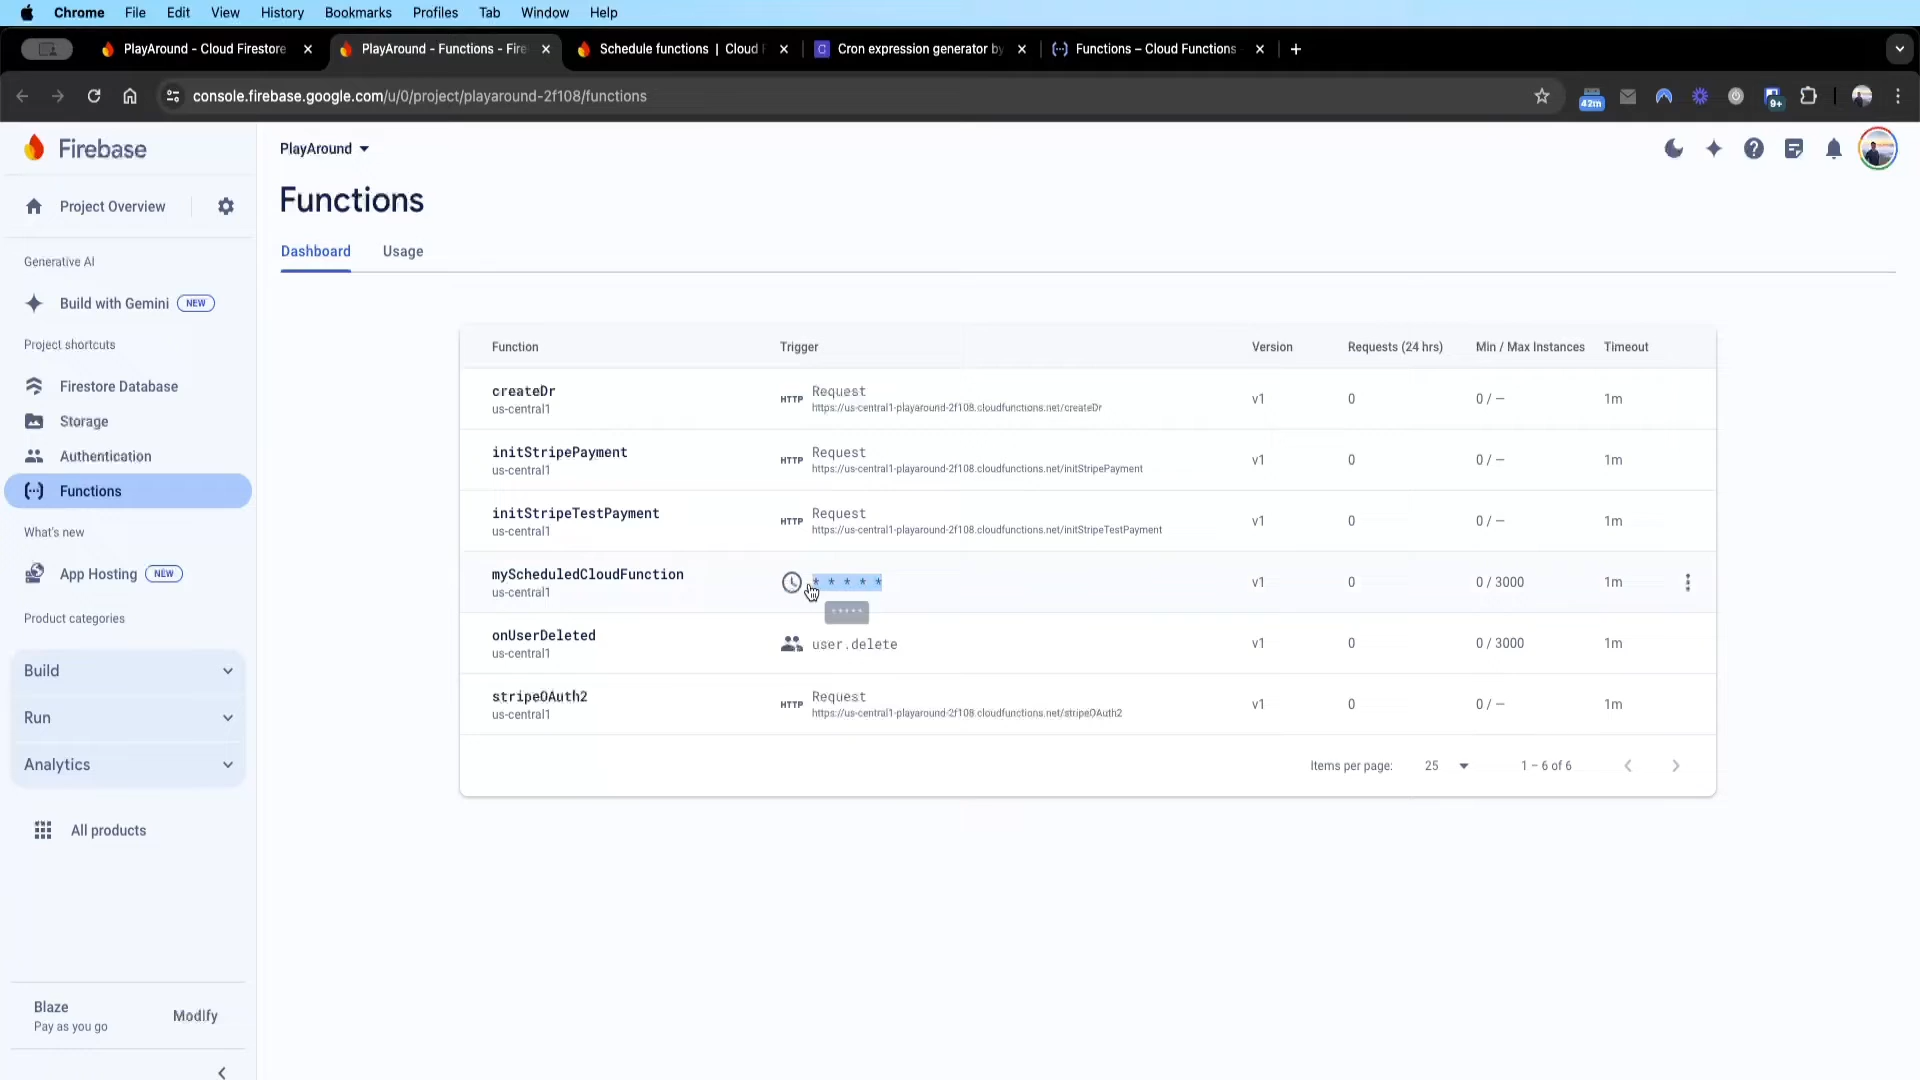 Chrome File Edit View History Bookmarks Profiles Tab Window Help
PlayAround - Cloud Firestore
PlayAround - Functions - Fire
Schedule functions | Cloud F
Cron expression generator by
Functions – Cloud Functions
console.firebase.google.com/u/0/project/playaround-2f108/functions
42m
9+
Firebase
Project Overview
Generative AI
Build with Gemini NEW
Project shortcuts
Firestore Database
Storage
Authentication
Functions
What's new
App Hosting NEW
Product categories
Build
Run
Analytics
All products
Blaze
Pay as you go
Modify
PlayAround
Functions
Dashboard Usage
Function Trigger Version Requests (24 hrs) Min / Max Instances Timeout
createDr
us-central1
HTTP Request
https://us-central1-playaround-2f108.cloudfunctions.net/createDr
v1 0 0 / — 1m
initStripePayment
us-central1
HTTP Request
https://us-central1-playaround-2f108.cloudfunctions.net/initStripePayment
v1 0 0 / — 1m
initStripeTestPayment
us-central1
HTTP Request
https://us-central1-playaround-2f108.cloudfunctions.net/initStripeTestPayment
v1 0 0 / — 1m
myScheduledCloudFunction
us-central1
* * * * *
* * * * *
v1 0 0 / 3000 1m
onUserDeleted
us-central1
user.delete
v1 0 0 / 3000 1m
stripeOAuth2
us-central1
HTTP Request
https://us-central1-playaround-2f108.cloudfunctions.net/stripeOAuth2
v1 0 0 / — 1m
Items per page: 25 1 – 6 of 6